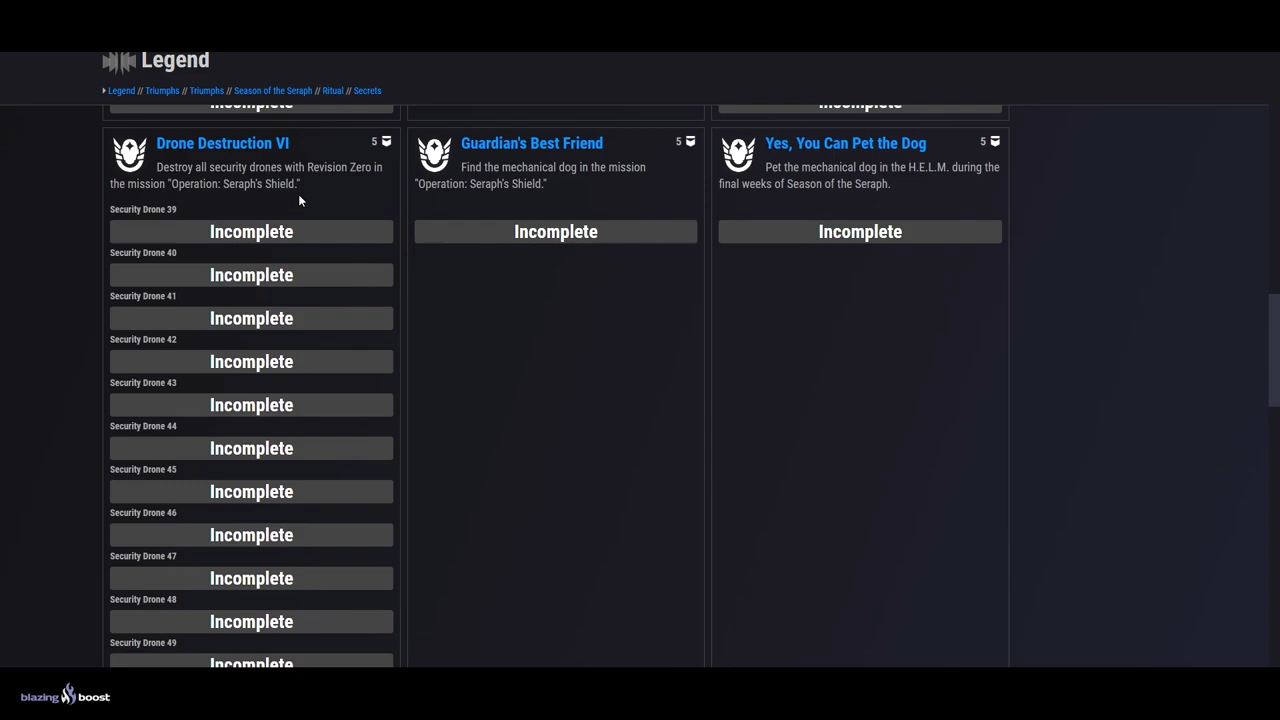 Legend
Legend // Triumphs // Triumphs // Season of the Seraph // Ritual // Secrets
Incomplete
Incomplete
Drone Destruction VI
5
Destroy all security drones with Revision Zero in
the mission "Operation: Seraph's Shield."
Security Drone 39
Incomplete
Security Drone 40
Incomplete
Security Drone 41
Incomplete
Security Drone 42
Incomplete
Security Drone 43
Incomplete
Security Drone 44
Incomplete
Security Drone 45
Incomplete
Security Drone 46
Incomplete
Security Drone 47
Incomplete
Security Drone 48
Incomplete
Security Drone 49
Incomplete
Guardian's Best Friend
5
Find the mechanical dog in the mission
"Operation: Seraph's Shield."
Incomplete
Yes, You Can Pet the Dog
5
Pet the mechanical dog in the H.E.L.M. during the
final weeks of Season of the Seraph.
Incomplete
blazing boost